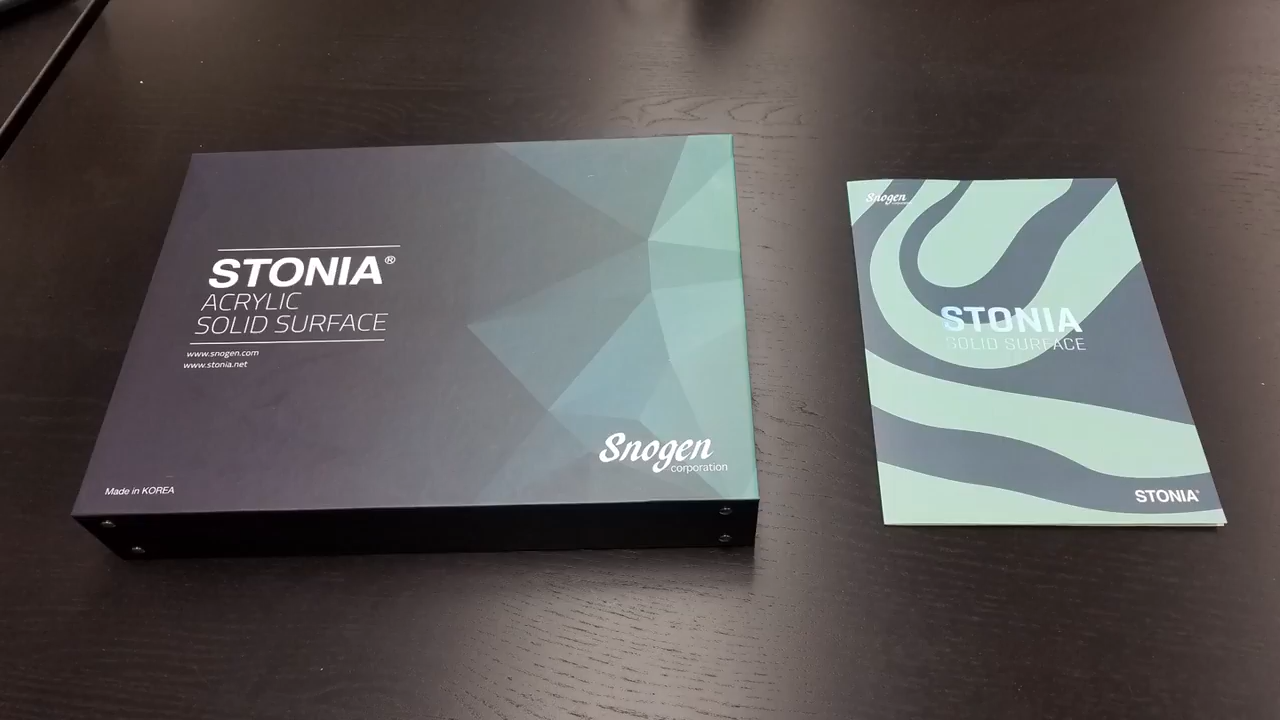 STONIA®
ACRYLIC
SOLID SURFACE
www.snogen.com
www.stonia.net
Snogen
corporation
Made in KOREA
Snogen
corporation
STONIA
SOLID SURFACE
STONIA®